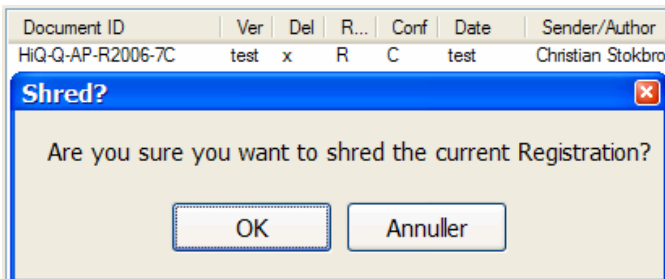 Document ID Ver Del R... Conf Date Sender/Author
HiQ-Q-AP-R2006-7C test x R C test Christian Stokbro
Shred?
Are you sure you want to shred the current Registration?
OK Annuller